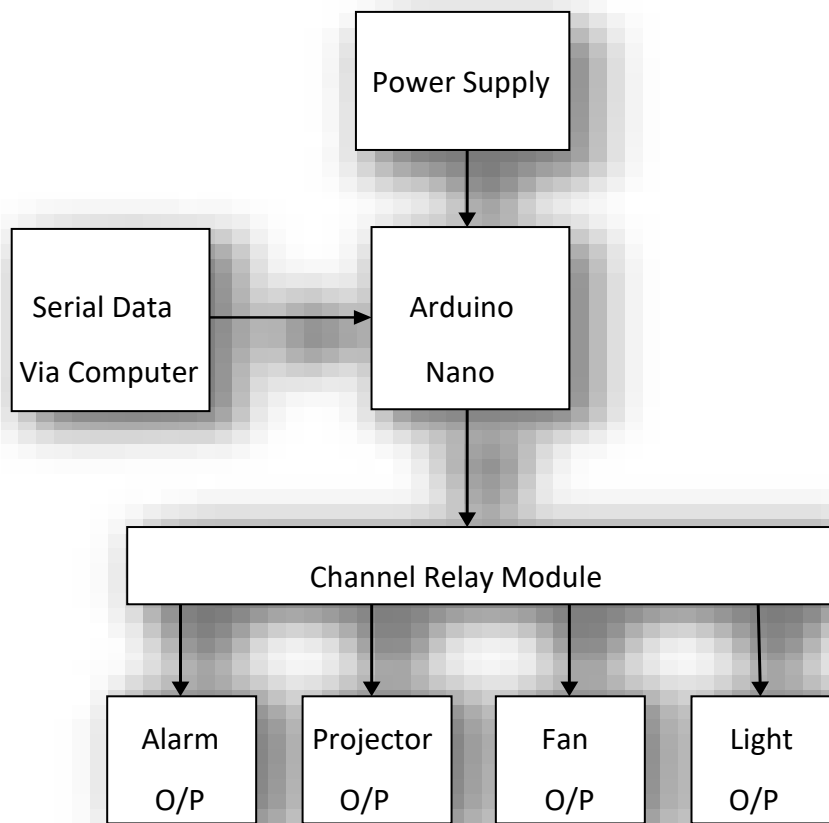 Power Supply
Serial Data
Via Computer
Arduino
Nano
Channel Relay Module
Alarm
O/P
Projector
O/P
Fan
O/P
Light
O/P